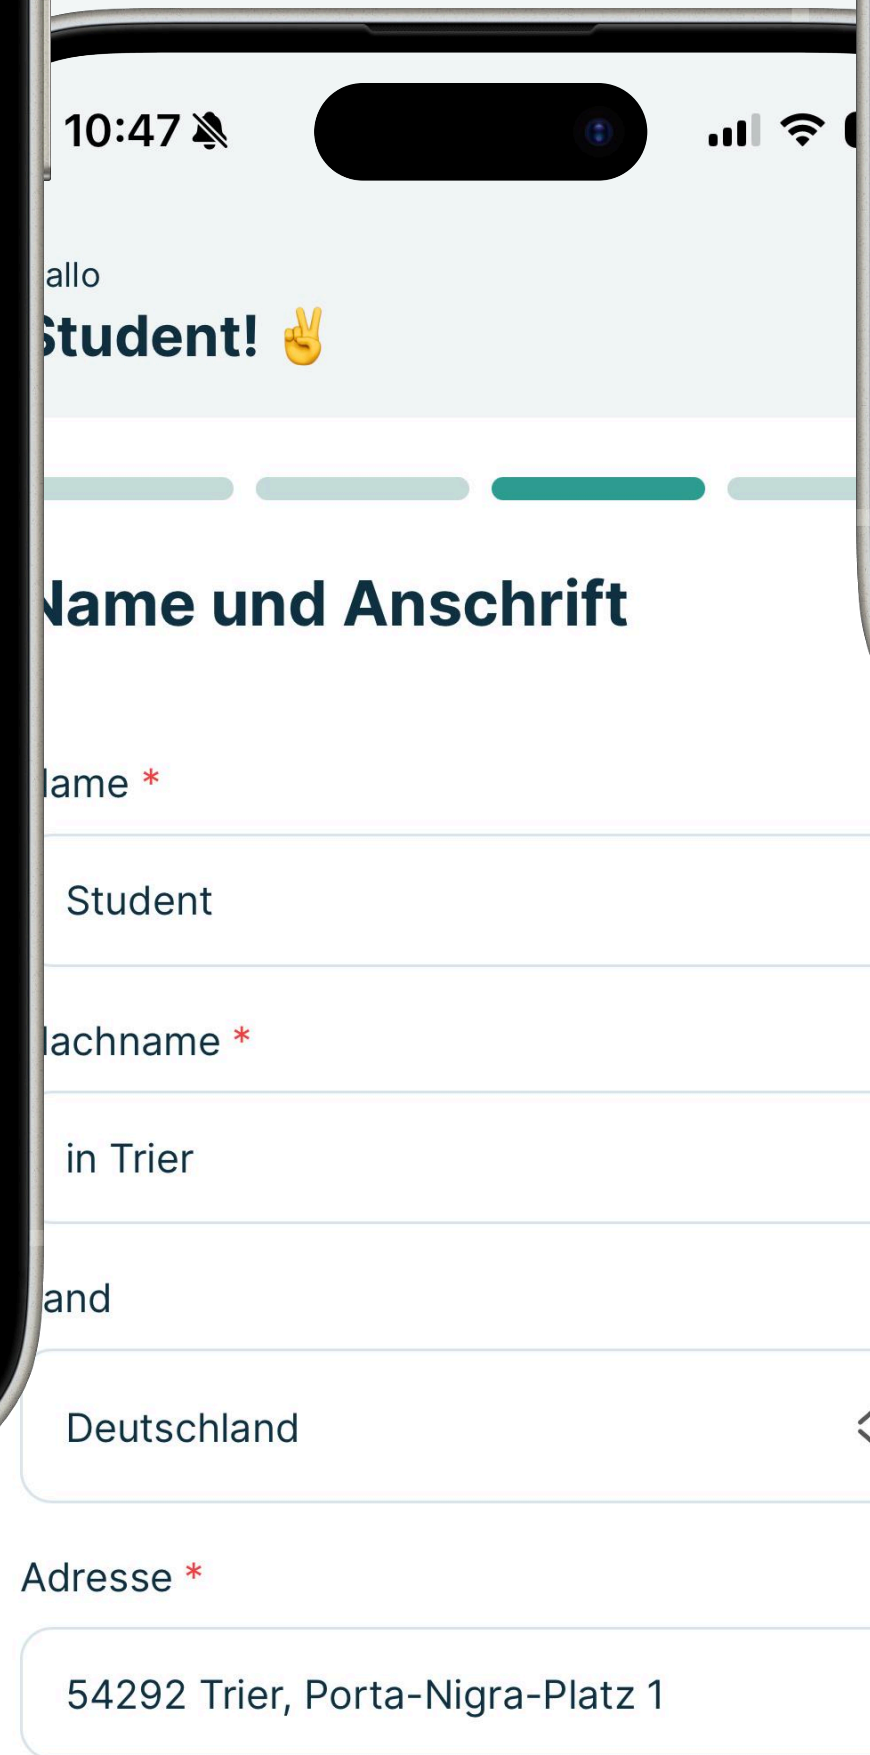 10:47
allo
Student! ✌️
Name und Anschrift
ame *
Student
achname *
in Trier
and
Deutschland
Adresse *
54292 Trier, Porta-Nigra-Platz 1